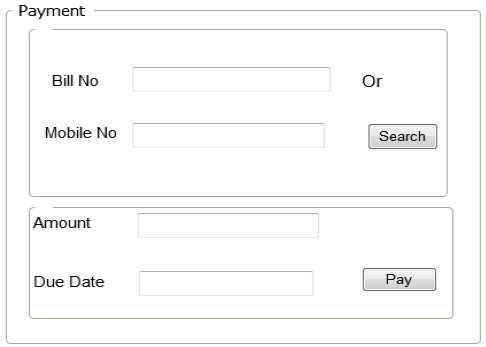 Payment
Bill No
Or
Mobile No
Search
Amount
Due Date
Pay